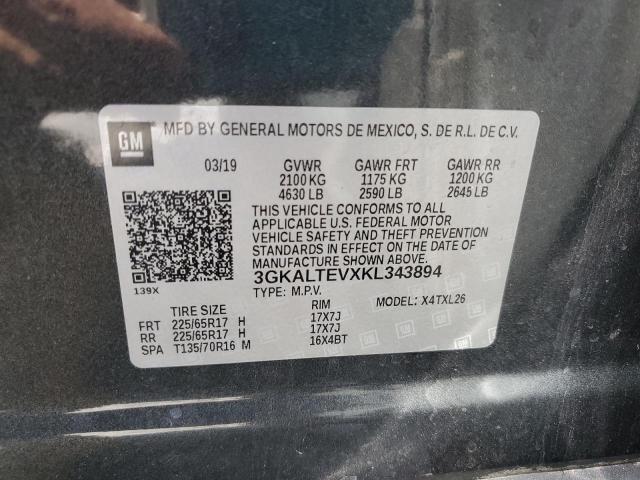 GM MFD BY GENERAL MOTORS DE MEXICO, S. DE R.L. DE C.V.
03/19 GVWR GAWR FRT GAWR RR
2100 KG 1175 KG 1200 KG
4630 LB 2590 LB 2645 LB
THIS VEHICLE CONFORMS TO ALL
APPLICABLE U.S. FEDERAL MOTOR
VEHICLE SAFETY AND THEFT PREVENTION
STANDARDS IN EFFECT ON THE DATE OF
MANUFACTURE SHOWN ABOVE.
3GKALTEVXKL343894
139X
TYPE: M.P.V. MODEL: X4TXL26
TIRE SIZE RIM
FRT 225/65R17 H 17X7J
RR 225/65R17 H 17X7J
SPA T135/70R16 M 16X4BT